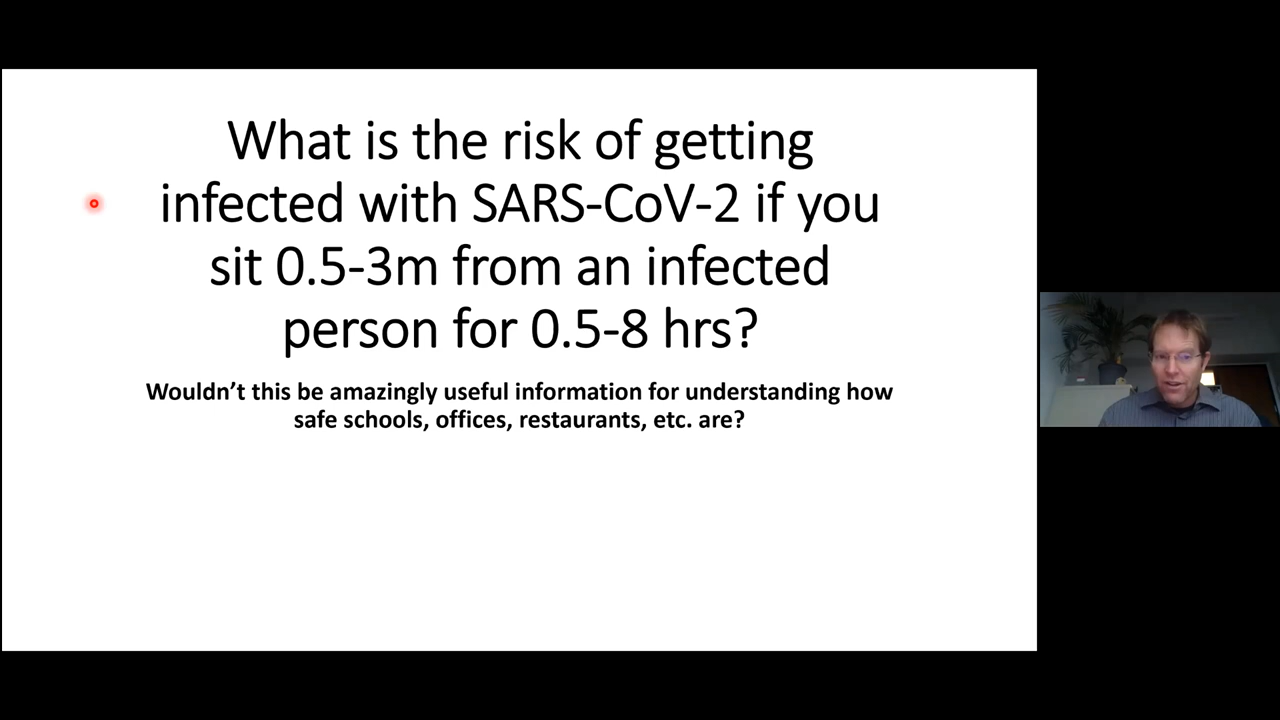 What is the risk of getting
infected with SARS-CoV-2 if you
sit 0.5-3m from an infected
person for 0.5-8 hrs?
Wouldn’t this be amazingly useful information for understanding how
safe schools, offices, restaurants, etc. are?